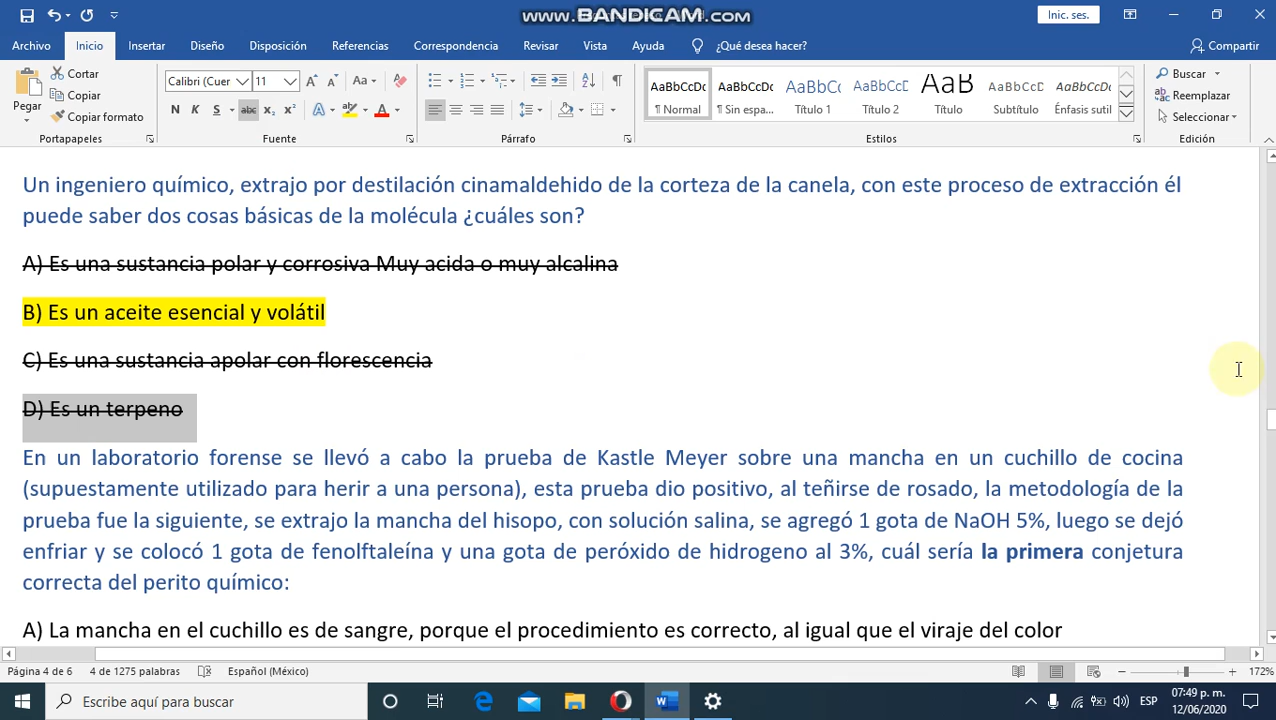 www.BANDICAM.com
Inic. ses.
Archivo Inicio Insertar Diseño Disposición Referencias Correspondencia Revisar Vista Ayuda ¿Qué desea hacer? Compartir
Pegar
Cortar
Copiar
Copiar formato
Calibri (Cuer 11 Aa
N K S abc x₂ x² A A
AaBbCcDc AaBbCcDc AaBbCcD AaBbCcD AaB AaBbCcD AaBbCcDc
¶ Normal ¶ Sin espa... Título 1 Título 2 Título Subtítulo Énfasis sutil
Buscar
Reemplazar
Seleccionar
Portapapeles Fuente Párrafo Estilos Edición
Un ingeniero químico, extrajo por destilación cinamaldehido de la corteza de la canela, con este proceso de extracción él
puede saber dos cosas básicas de la molécula ¿cuáles son?
A) Es una sustancia polar y corrosiva Muy acida o muy alcalina
B) Es un aceite esencial y volátil
C) Es una sustancia apolar con florescencia
D) Es un terpeno
En un laboratorio forense se llevó a cabo la prueba de Kastle Meyer sobre una mancha en un cuchillo de cocina
(supuestamente utilizado para herir a una persona), esta prueba dio positivo, al teñirse de rosado, la metodología de la
prueba fue la siguiente, se extrajo la mancha del hisopo, con solución salina, se agregó 1 gota de NaOH 5%, luego se dejó
enfriar y se colocó 1 gota de fenolftaleína y una gota de peróxido de hidrogeno al 3%, cuál sería la primera conjetura
correcta del perito químico:
A) La mancha en el cuchillo es de sangre, porque el procedimiento es correcto, al igual que el viraje del color
Página 4 de 6 4 de 1275 palabras Español (México) 172%
Escribe aquí para buscar
ESP
07:49 p. m.
12/06/2020